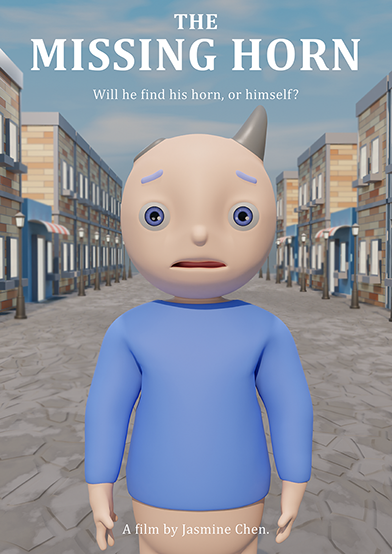 THE
MISSING HORN
Will he find his horn, or himself?
A film by Jasmine Chen.